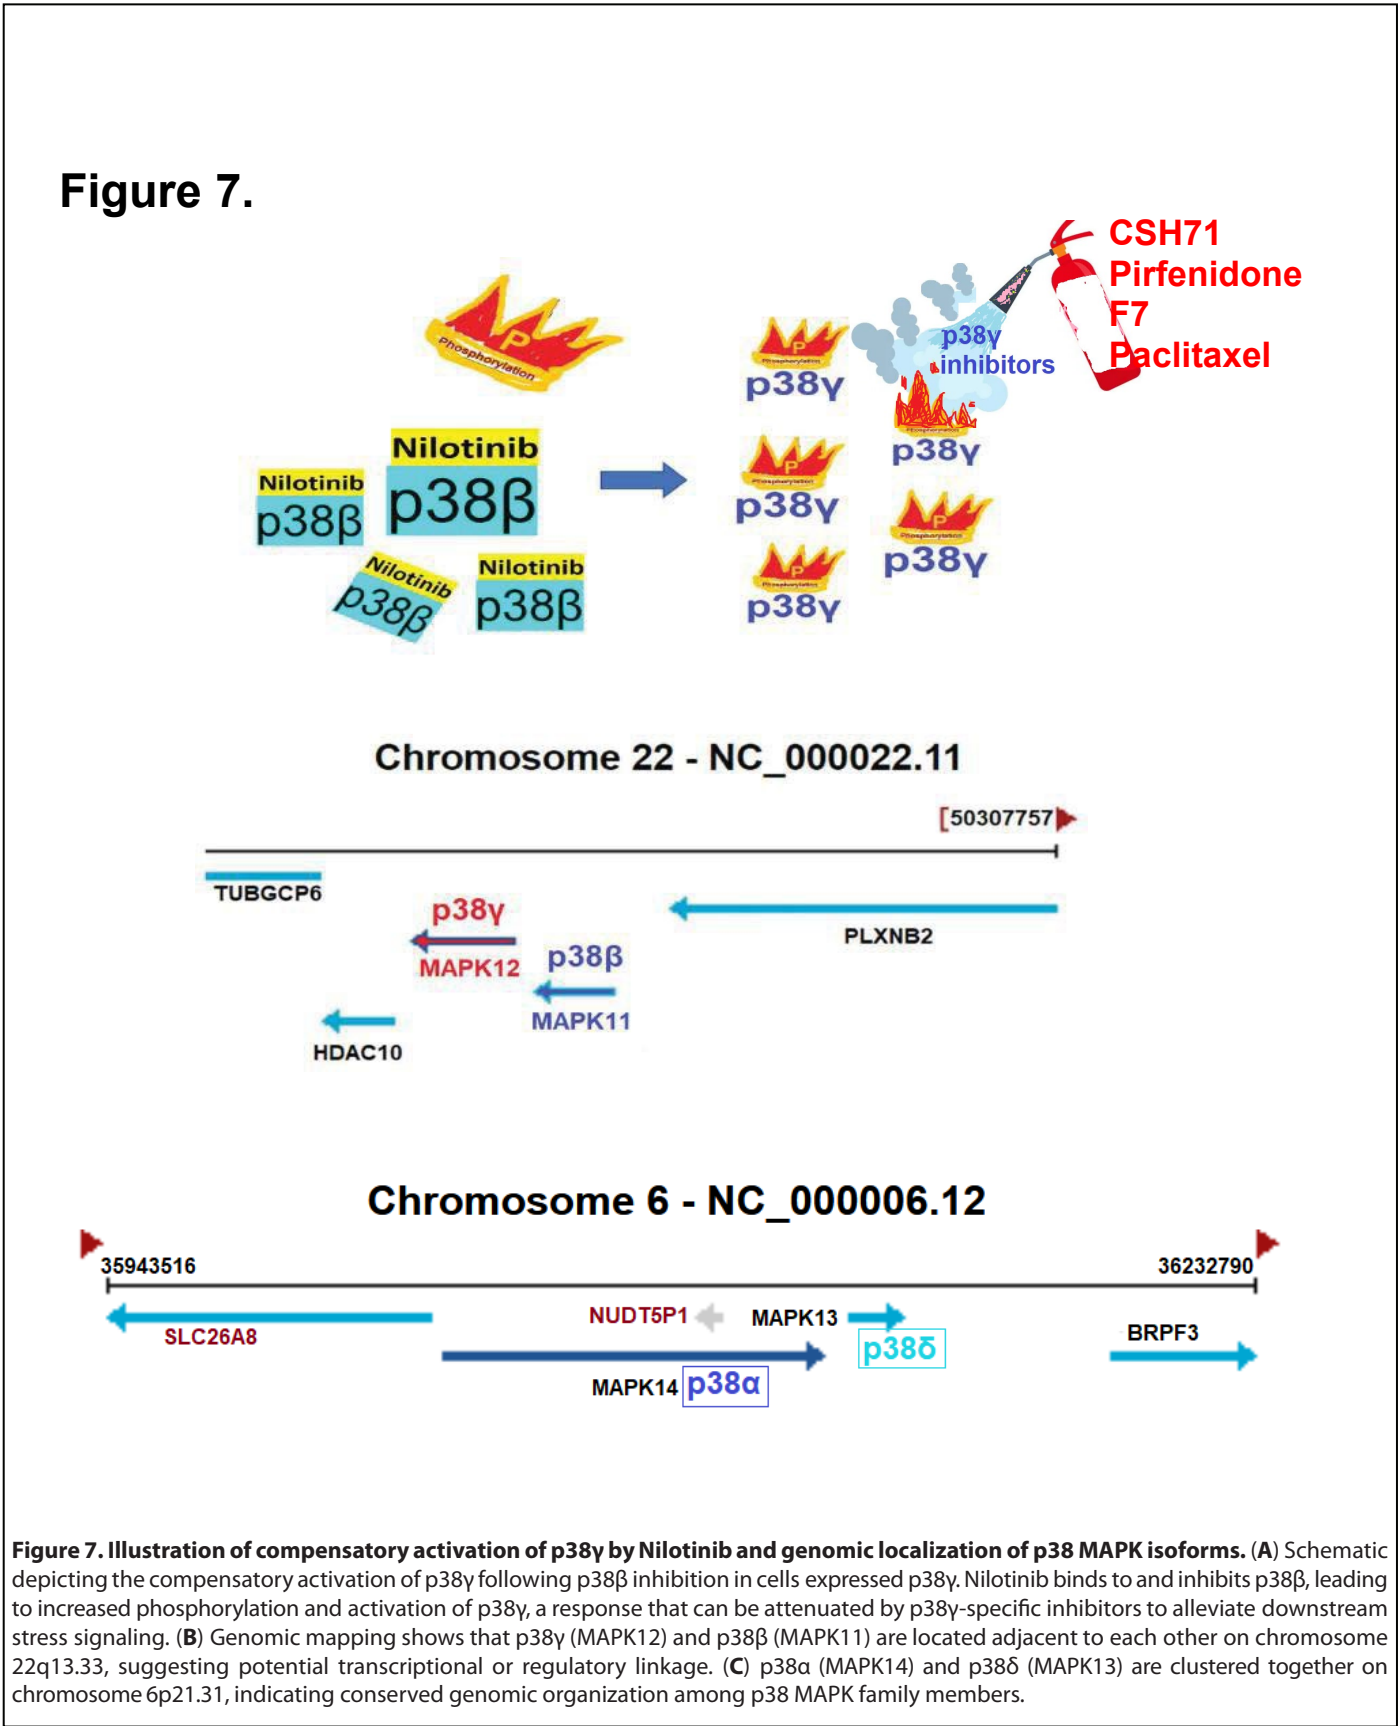 Figure 7.
CSH71
Pirfenidone
F7
Paclitaxel
p38γ
inhibitors
P
Phosphorylation
P
Phosphorylation
p38γ
Phosphorylation
p38γ
Nilotinib
p38β
Nilotinib
p38β
P
Phosphorylation
p38γ
P
Phosphorylation
p38γ
Nilotinib
p38β
Nilotinib
p38β
P
Phosphorylation
p38γ
Chromosome 22 - NC_000022.11
[50307757
TUBGCP6
p38γ
MAPK12
p38β
MAPK11
PLXNB2
HDAC10
Chromosome 6 - NC_000006.12
35943516
36232790
SLC26A8
NUDT5P1
MAPK13
p38δ
BRPF3
MAPK14 p38α
Figure 7. Illustration of compensatory activation of p38γ by Nilotinib and genomic localization of p38 MAPK isoforms. (A) Schematic
depicting the compensatory activation of p38γ following p38β inhibition in cells expressed p38γ. Nilotinib binds to and inhibits p38β, leading
to increased phosphorylation and activation of p38γ, a response that can be attenuated by p38γ-specific inhibitors to alleviate downstream
stress signaling. (B) Genomic mapping shows that p38γ (MAPK12) and p38β (MAPK11) are located adjacent to each other on chromosome
22q13.33, suggesting potential transcriptional or regulatory linkage. (C) p38α (MAPK14) and p38δ (MAPK13) are clustered together on
chromosome 6p21.31, indicating conserved genomic organization among p38 MAPK family members.